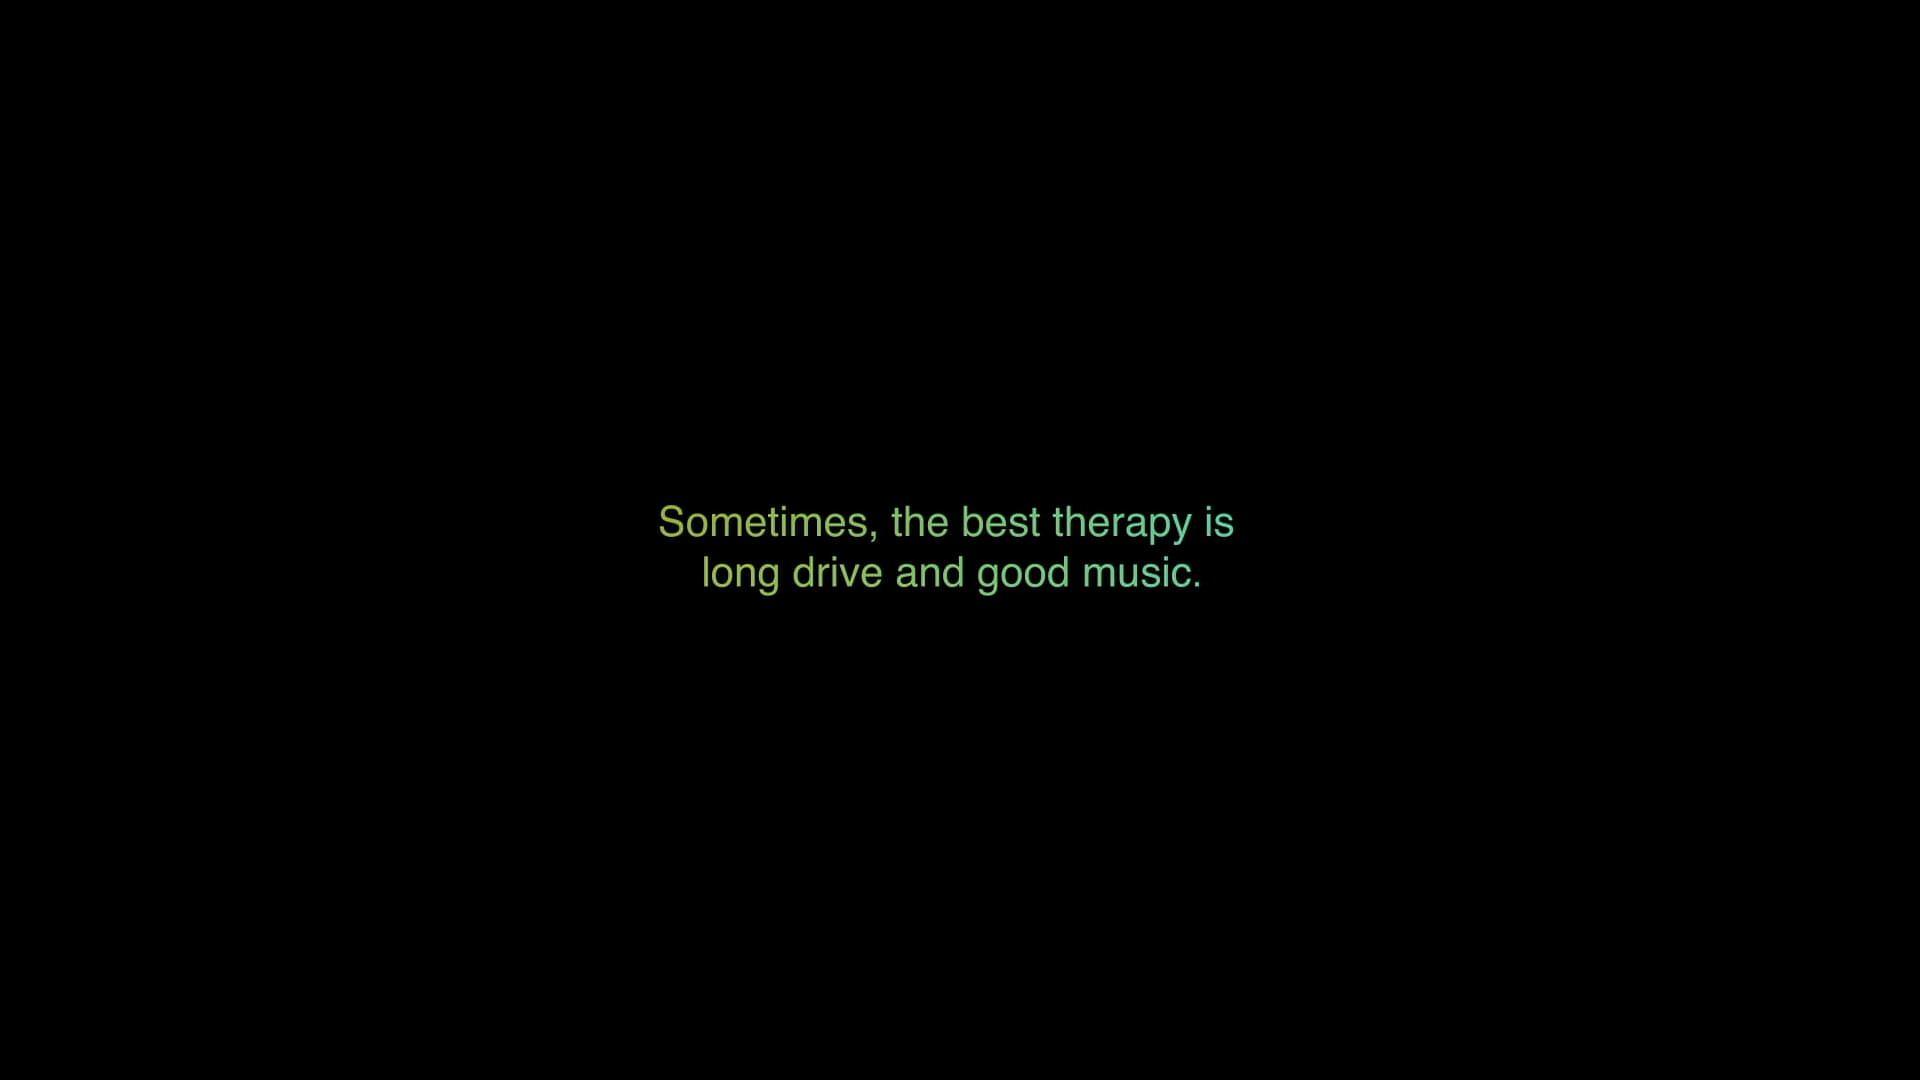 Sometimes, the best therapy is
long drive and good music.